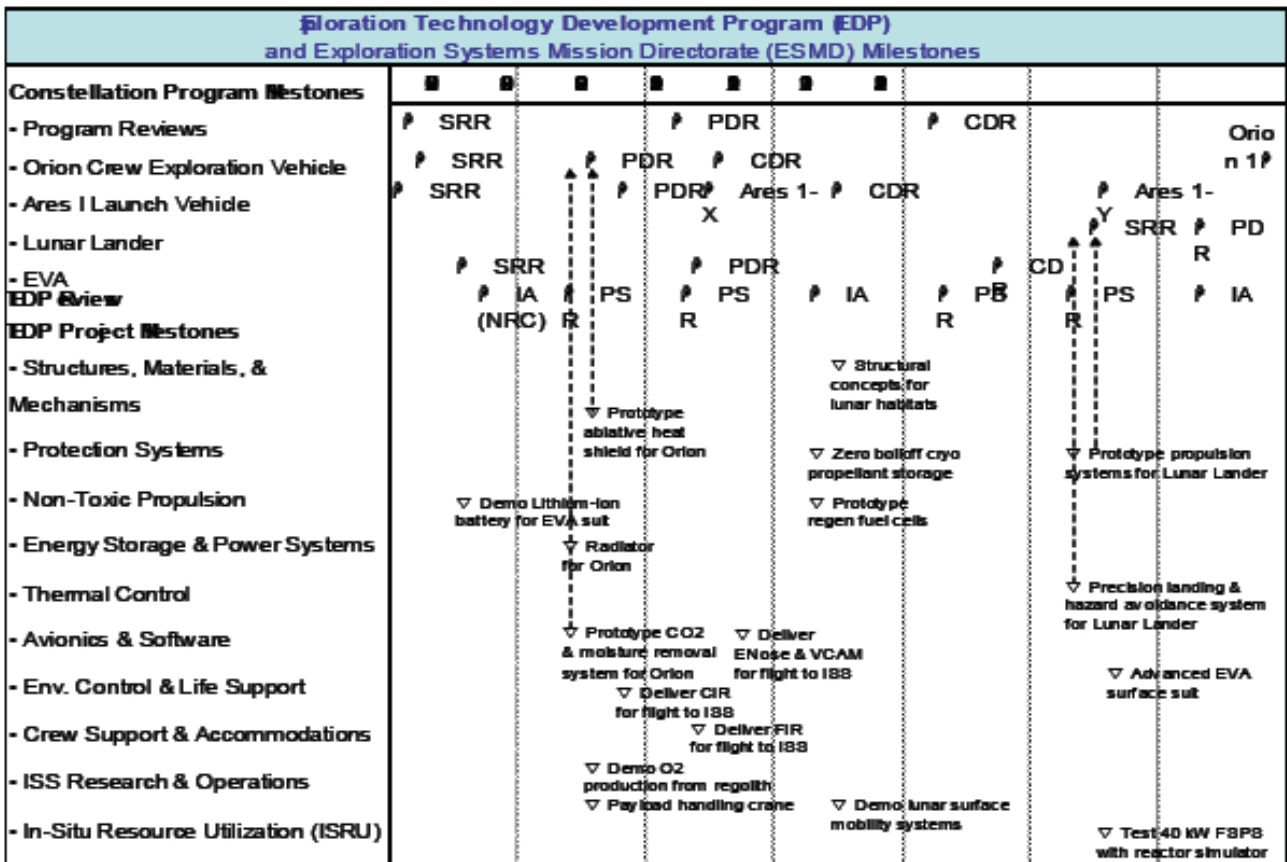 Exploration Technology Development Program (ETDP)
and Exploration Systems Mission Directorate (ESMD) Milestones
Constellation Program Milestones
- Program Reviews
SRR
PDR
CDR
- Orion Crew Exploration Vehicle
SRR
PDR
CDR
Orio
n 1
- Ares I Launch Vehicle
SRR
PDR
Ares 1-
X
CDR
Ares 1-
Y
- Lunar Lander
SRR
PD
R
- EVA
SRR
PDR
CD
R
ETDP Review
IA
(NRC)
PS
R
PS
R
IA
PS
R
PS
R
IA
ETDP Project Milestones
- Structures, Materials, &
Mechanisms
▽ Structural
concepts for
lunar habitats
▽ Prototype
ablative heat
shield for Orion
- Protection Systems
▽ Zero boiloff cryo
propellant storage
▽ Prototype propulsion
systems for Lunar Lander
- Non-Toxic Propulsion
▽ Demo Lithium-ion
battery for EVA suit
▽ Prototype
regen fuel cells
- Energy Storage & Power Systems
▽ Radiator
for Orion
- Thermal Control
▽ Precision landing &
hazard avoidance system
for Lunar Lander
- Avionics & Software
▽ Prototype CO2
& moisture removal
system for Orion
▽ Deliver
ENose & VCAM
for flight to ISS
- Env. Control & Life Support
▽ Deliver CIR
for flight to ISS
▽ Advanced EVA
surface suit
- Crew Support & Accommodations
▽ Deliver FIR
for flight to ISS
- ISS Research & Operations
▽ Demo O2
production from regolith
▽ Payload handling crane
▽ Demo lunar surface
mobility systems
- In-Situ Resource Utilization (ISRU)
▽ Test 40 kW FSPS
with reactor simulator